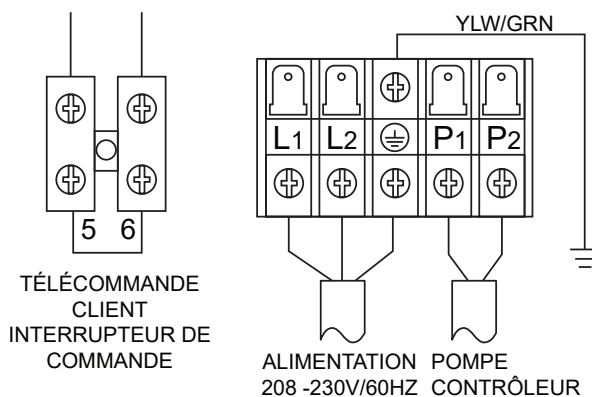 YLW/GRN
L1 L2 P1 P2
5 6
TÉLÉCOMMANDE
CLIENT
INTERRUPTEUR DE
COMMANDE
ALIMENTATION
208 -230V/60HZ
POMPE
CONTRÔLEUR